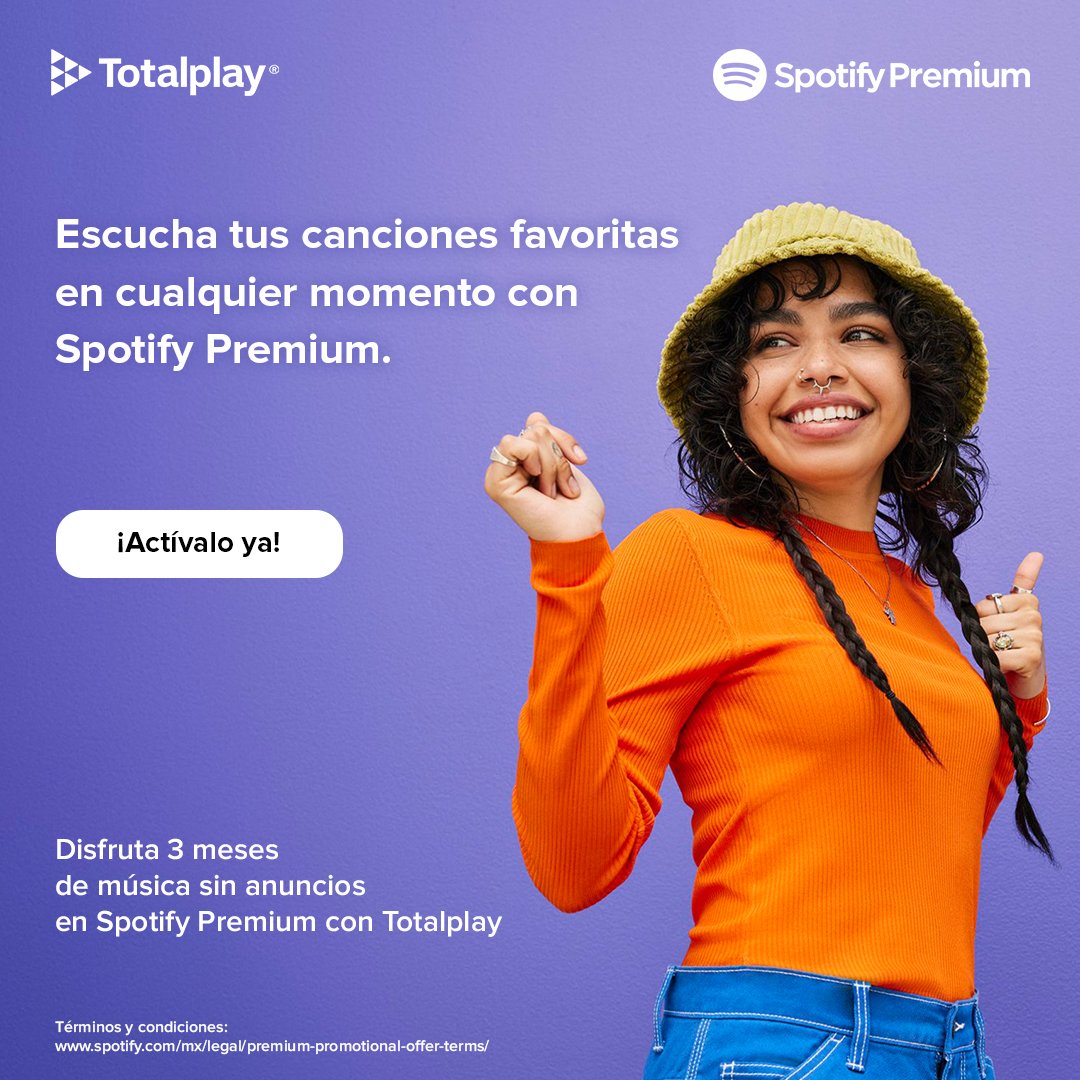 Totalplay®
Spotify Premium
Escucha tus canciones favoritas
en cualquier momento con
Spotify Premium.
¡Actívalo ya!
Disfruta 3 meses
de música sin anuncios
en Spotify Premium con Totalplay
Términos y condiciones:
www.spotify.com/mx/legal/premium-promotional-offer-terms/